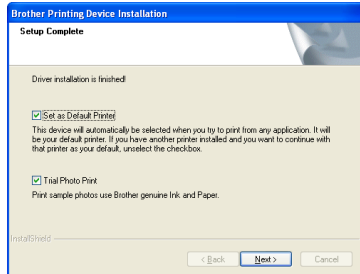 Brother Printing Device Installation
Setup Complete
Driver installation is finished!
Set as Default Printer
This device will automatically be selected when you try to print from any application. It will
be your default printer. If you have another printer installed and you want to continue with
that printer as your default, unselect the checkbox.
Trial Photo Print
Print sample photos use Brother genuine Ink and Paper.
InstallShield
< Back
Next >
Cancel